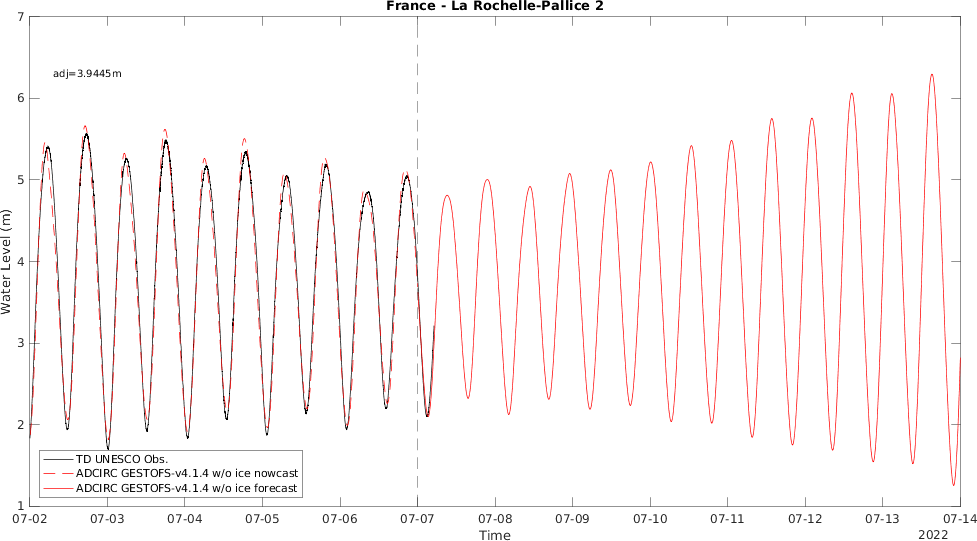 France - La Rochelle-Pallice 2
adj=3.9445m
Water Level (m)
7
6
5
4
3
2
1
TD UNESCO Obs.
ADCIRC GESTOFS-v4.1.4 w/o ice nowcast
ADCIRC GESTOFS-v4.1.4 w/o ice forecast
07-02 07-03 07-04 07-05 07-06 07-07 07-08 07-09 07-10 07-11 07-12 07-13 07-14
Time
2022